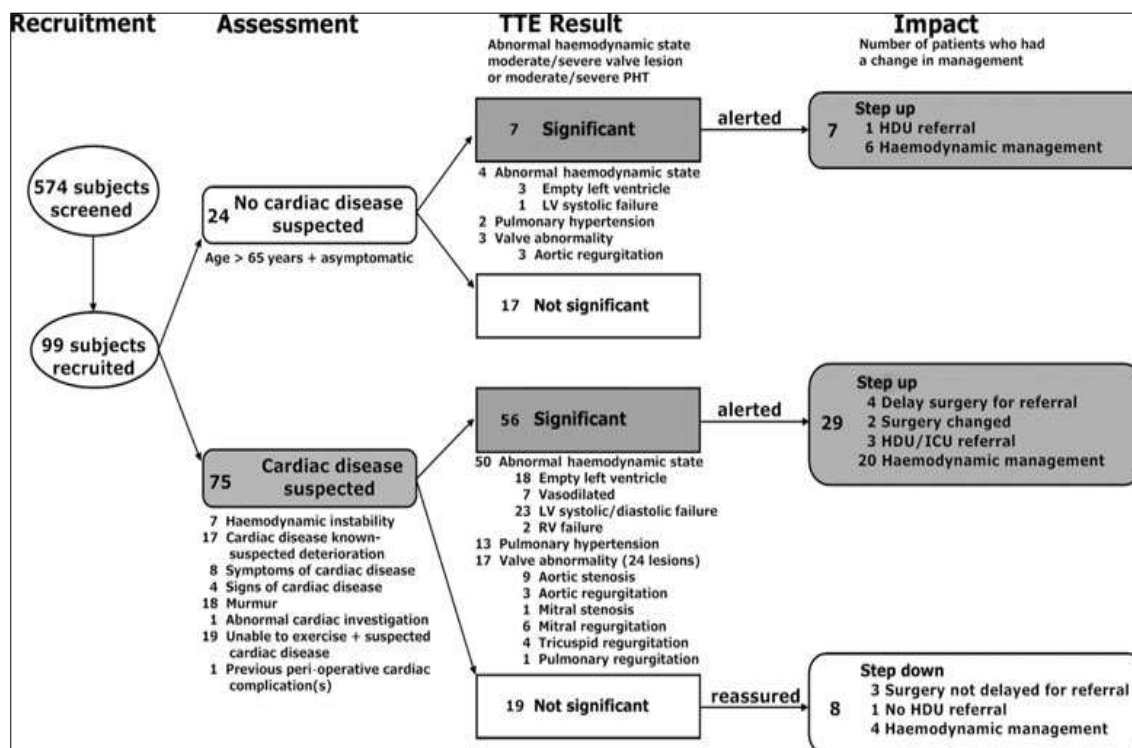 Recruitment
574 subjects
screened
99 subjects
recruited
Assessment
24 No cardiac disease
suspected
Age > 65 years + asymptomatic
75 Cardiac disease
suspected
7 Haemodynamic instability
17 Cardiac disease known-
suspected deterioration
8 Symptoms of cardiac disease
4 Signs of cardiac disease
18 Murmur
1 Abnormal cardiac investigation
19 Unable to exercise + suspected
cardiac disease
1 Previous peri-operative cardiac
complication(s)
TTE Result
Abnormal haemodynamic state
moderate/severe valve lesion
or moderate/severe PHT
7 Significant
4 Abnormal haemodynamic state
3 Empty left ventricle
1 LV systolic failure
2 Pulmonary hypertension
3 Valve abnormality
3 Aortic regurgitation
17 Not significant
56 Significant
50 Abnormal haemodynamic state
18 Empty left ventricle
7 Vasodilated
23 LV systolic/diastolic failure
2 RV failure
13 Pulmonary hypertension
17 Valve abnormality (24 lesions)
9 Aortic stenosis
3 Aortic regurgitation
1 Mitral stenosis
6 Mitral regurgitation
4 Tricuspid regurgitation
1 Pulmonary regurgitation
19 Not significant
alerted
alerted
reassured
Impact
Number of patients who had
a change in management
Step up
7
1 HDU referral
6 Haemodynamic management
Step up
29
4 Delay surgery for referral
2 Surgery changed
3 HDU/ICU referral
20 Haemodynamic management
Step down
8
3 Surgery not delayed for referral
1 No HDU referral
4 Haemodynamic management